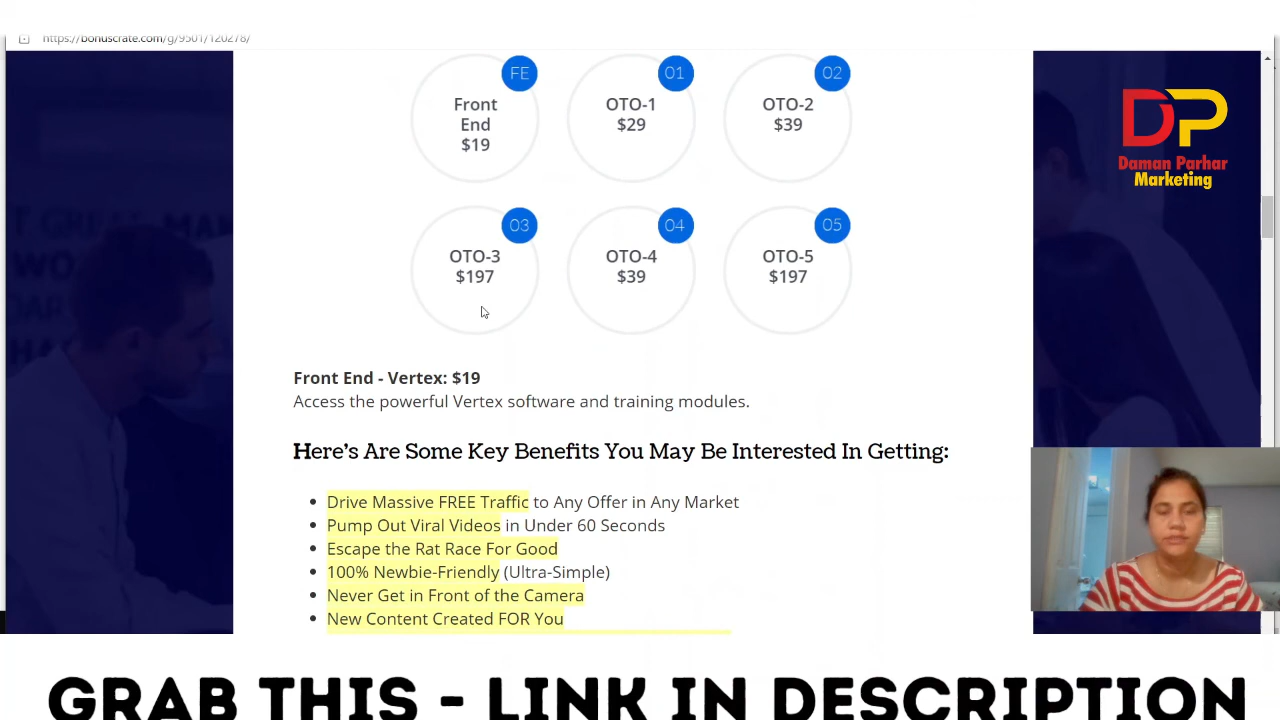 https://bonuscrate.com/g/9501/120278/
FE
Front
End
$19
01
OTO-1
$29
02
OTO-2
$39
03
OTO-3
$197
04
OTO-4
$39
05
OTO-5
$197
DP
Daman Parhar
Marketing
Front End - Vertex: $19
Access the powerful Vertex software and training modules.
Here's Are Some Key Benefits You May Be Interested In Getting:
Drive Massive FREE Traffic to Any Offer in Any Market
Pump Out Viral Videos in Under 60 Seconds
Escape the Rat Race For Good
100% Newbie-Friendly (Ultra-Simple)
Never Get in Front of the Camera
New Content Created FOR You
GRAB THIS - LINK IN DESCRIPTION